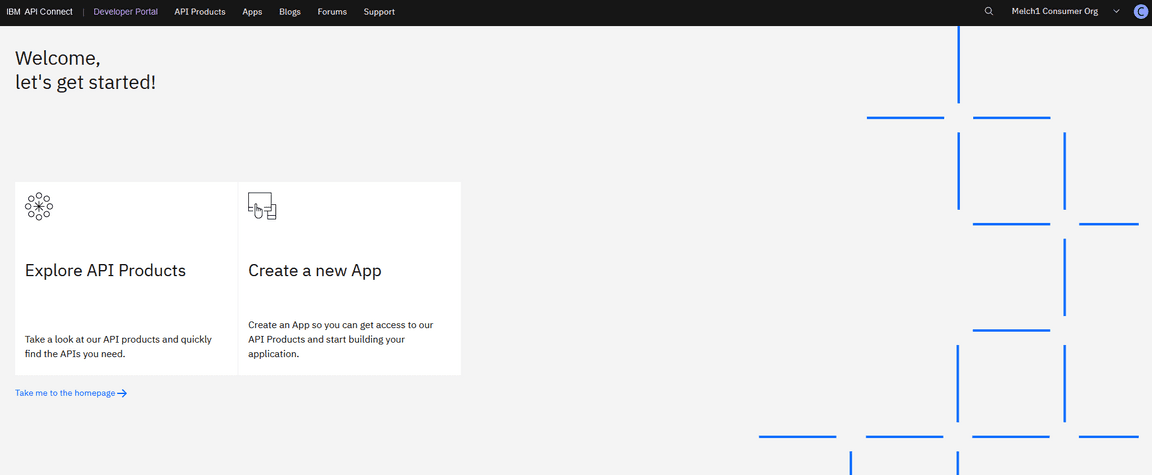 IBM API Connect | Developer Portal API Products Apps Blogs Forums Support Melch1 Consumer Org C
Welcome,
let's get started!
Explore API Products
Take a look at our API products and quickly
find the APIs you need.
Create a new App
Create an App so you can get access to our
API Products and start building your
application.
Take me to the homepage